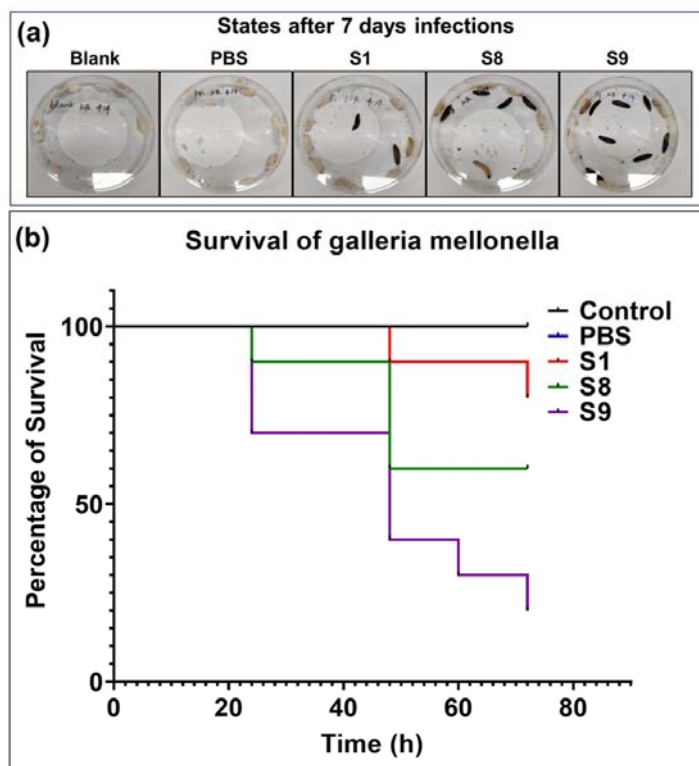 (a) States after 7 days infections
Blank PBS S1 S8 S9
blank
(b) Survival of galleria mellonella
Percentage of Survival
100
50
0
0 20 40 60 80
Time (h)
Control
PBS
S1
S8
S9